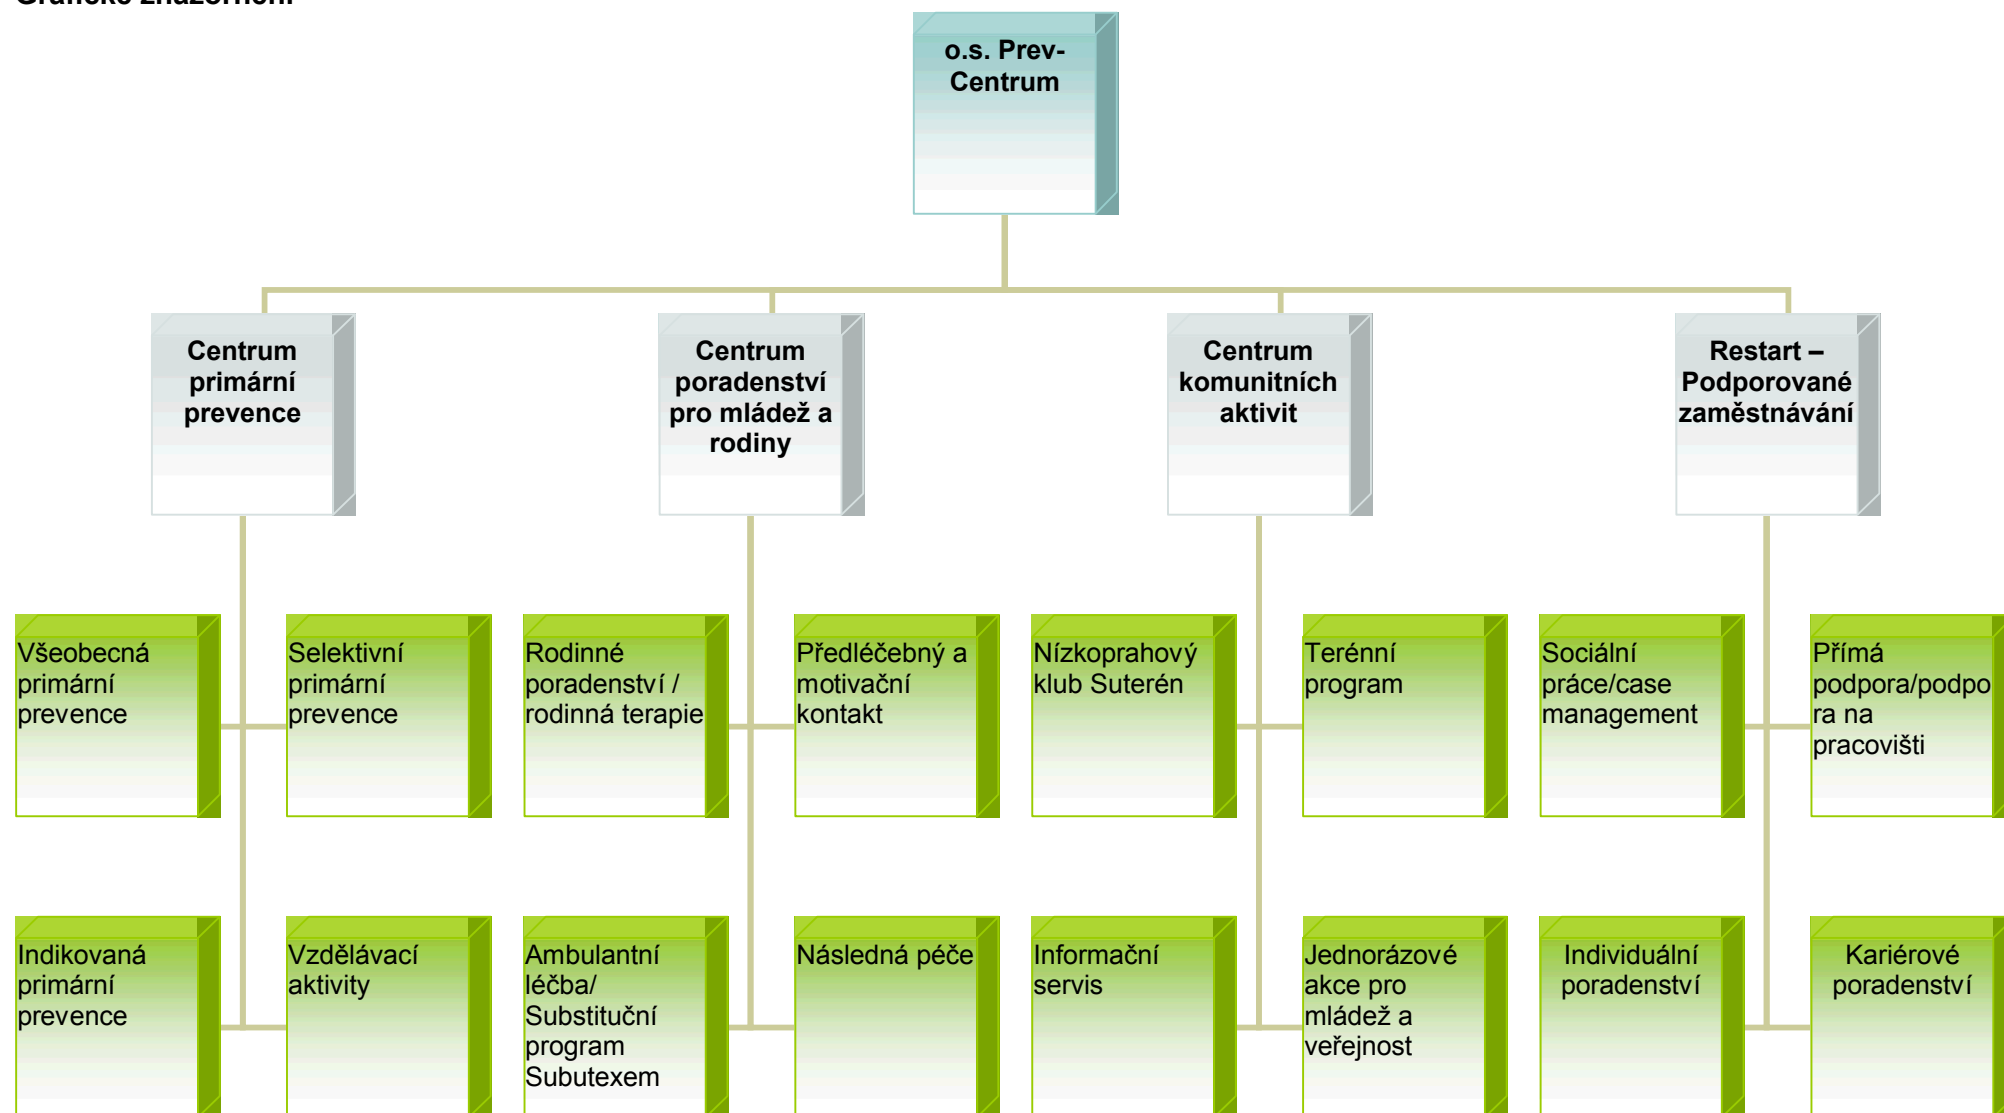 Grafické znázornění
o.s. Prev-
Centrum
Centrum
primární
prevence
Centrum
poradenství
pro mládež a
rodiny
Centrum
komunitních
aktivit
Restart –
Podporované
zaměstnávání
Všeobecná
primární
prevence
Selektivní
primární
prevence
Rodinné
poradenství /
rodinná terapie
Předléčebný a
motivační
kontakt
Nízkoprahový
klub Suterén
Terénní
program
Sociální
práce/case
management
Přímá
podpora/podpo
ra na
pracovišti
Indikovaná
primární
prevence
Vzdělávací
aktivity
Ambulantní
léčba/
Substituční
program
Subutexem
Následná péče
Informační
servis
Jednorázové
akce pro
mládež a
veřejnost
Individuální
poradenství
Kariérové
poradenství